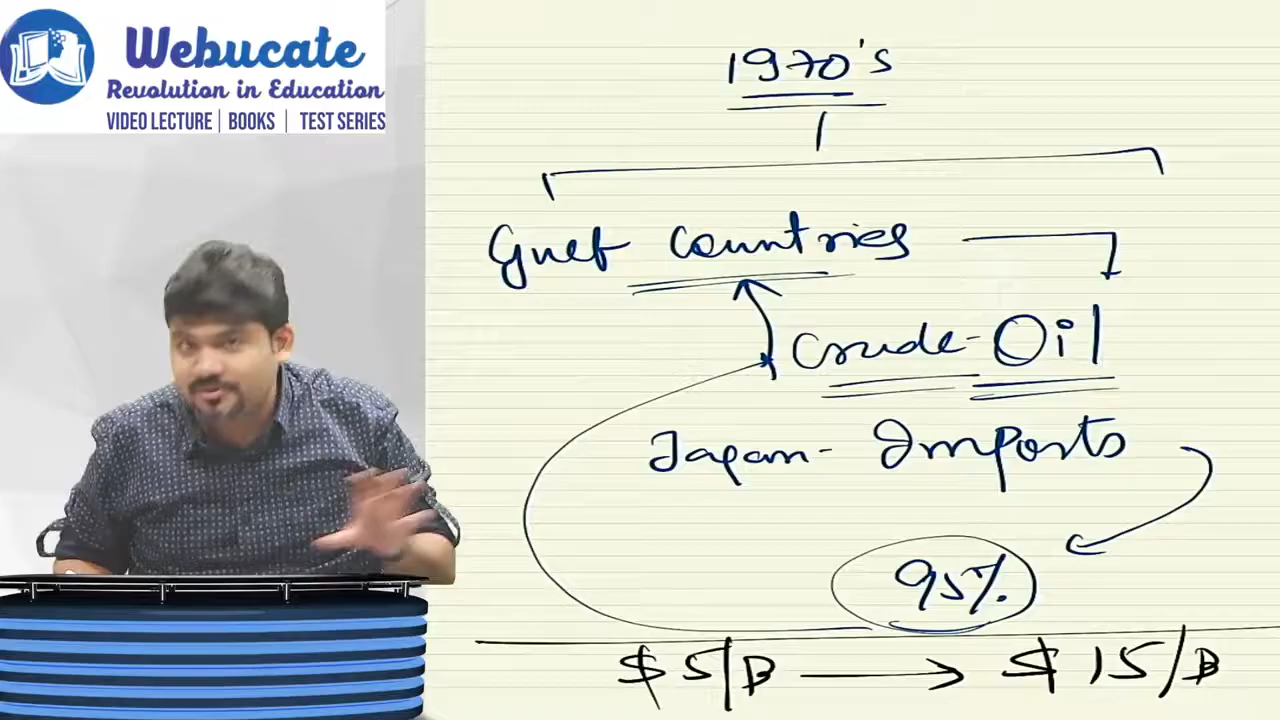 Webucate
Revolution in Education
VIDEO LECTURE | BOOKS | TEST SERIES
1970's
Gulf countries
Crude-Oil
Japan- Imports
95%
$ 5/B → $ 15/B